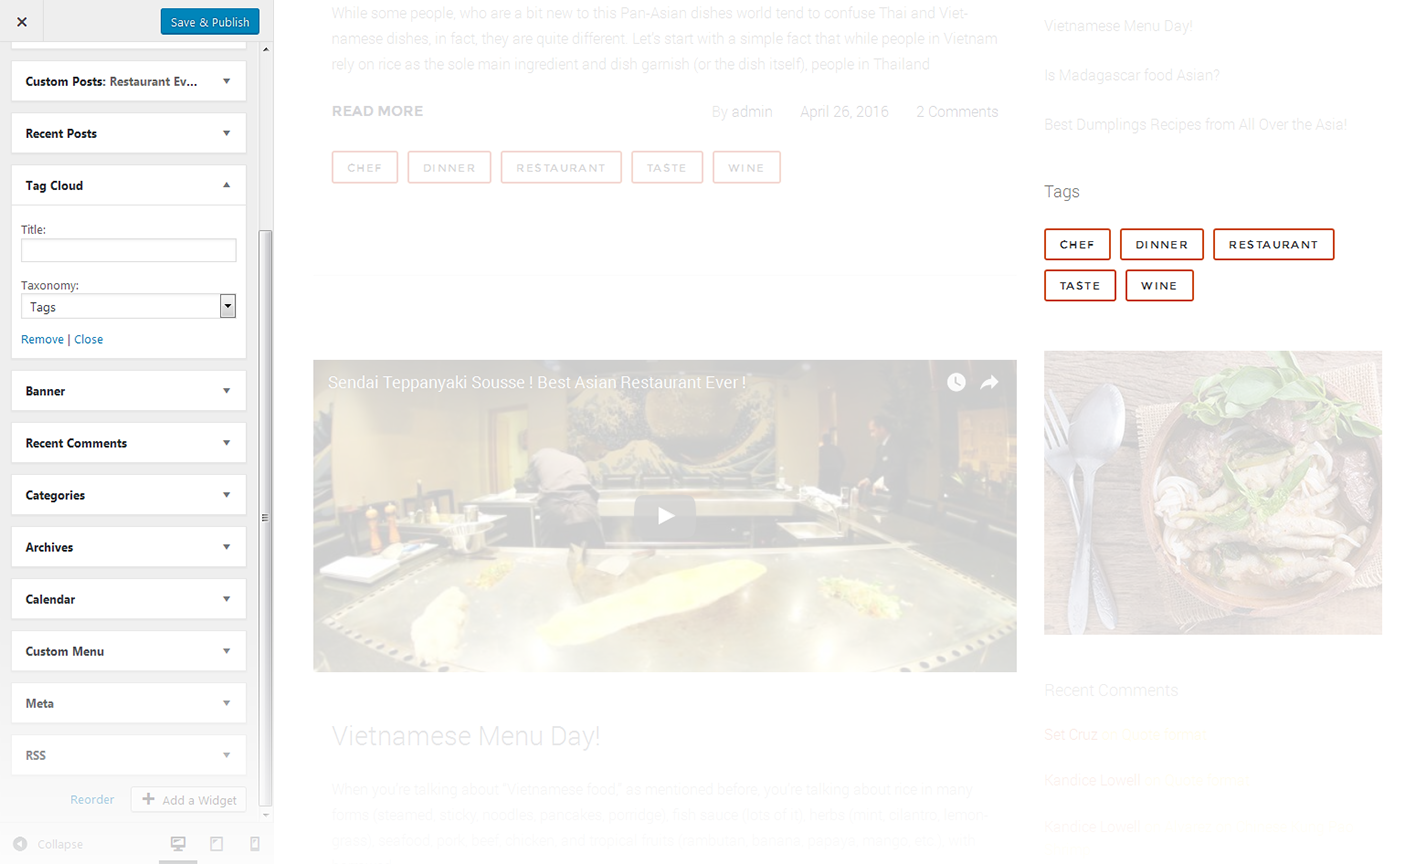 Save & Publish
Custom Posts: Restaurant Ev...
Recent Posts
Tag Cloud
Title:
Taxonomy:
Tags
Remove | Close
Banner
Recent Comments
Categories
Archives
Calendar
Custom Menu
Meta
RSS
Reorder
Add a Widget
Collapse
While some people, who are a bit new to this Pan-Asian dishes world tend to confuse Thai and Viet-
namese dishes, in fact, they are quite different. Let's start with a simple fact that while people in Vietnam
rely on rice as the sole main ingredient and dish garnish (or the dish itself), people in Thailand
READ MORE
By admin April 26, 2016 2 Comments
CHEF DINNER RESTAURANT TASTE WINE
Sendai Teppanyaki Sousse ! Best Asian Restaurant Ever !
Vietnamese Menu Day!
When you're talking about "Vietnamese food," as mentioned before, you're talking about rice in many
forms (steamed, sticky, noodles, pancakes, porridge), fish sauce (lots of it), herbs (mint, cilantro, lemon-
grass), seafood, pork, beef, chicken, and tropical fruits (rambutan, banana, papaya, mango, etc.), with
Vietnamese Menu Day!
Is Madagascar food Asian?
Best Dumplings Recipes from All Over the Asia!
Tags
CHEF DINNER RESTAURANT
TASTE WINE
Recent Comments
Set Cruz on
Kandice Lowell
Kandice Lowell